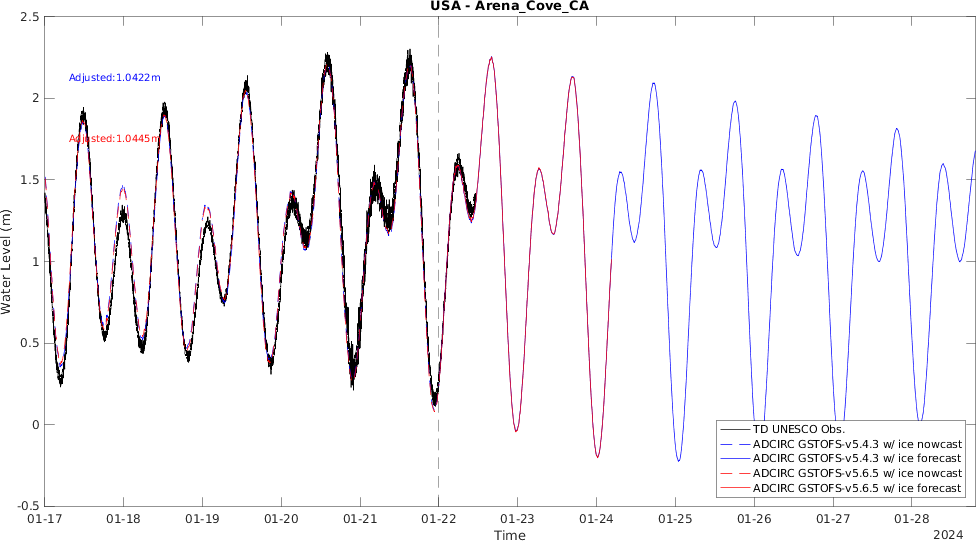 USA - Arena_Cove_CA
2.5
2
1.5
1
0.5
0
-0.5
Water Level (m)
Adjusted:1.0422m
Adjusted:1.0445m
TD UNESCO Obs.
ADCIRC GSTOFS-v5.4.3 w/ ice nowcast
ADCIRC GSTOFS-v5.4.3 w/ ice forecast
ADCIRC GSTOFS-v5.6.5 w/ ice nowcast
ADCIRC GSTOFS-v5.6.5 w/ ice forecast
01-17 01-18 01-19 01-20 01-21 01-22 01-23 01-24 01-25 01-26 01-27 01-28
Time
2024